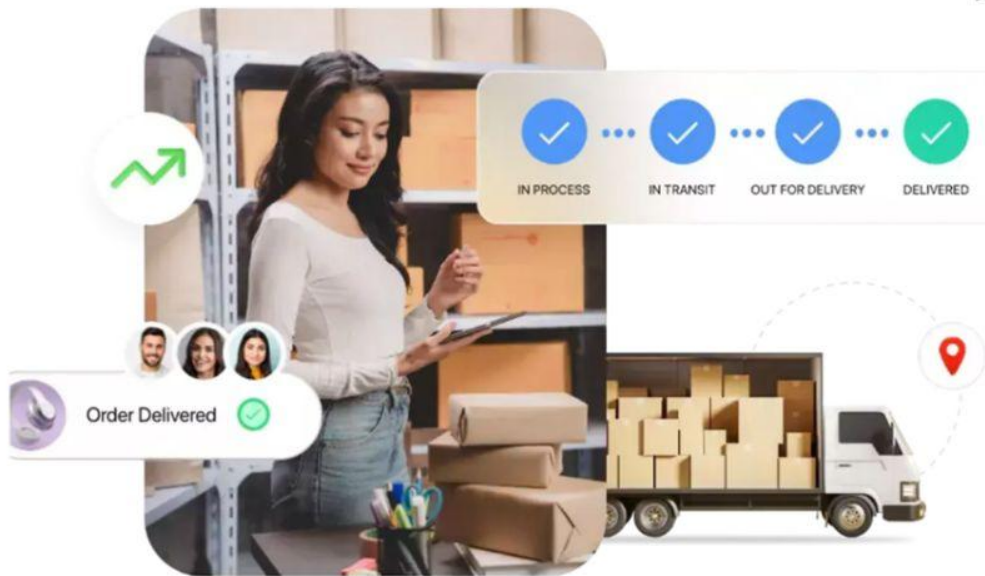 IN PROCESS
IN TRANSIT
OUT FOR DELIVERY
DELIVERED
Order Delivered